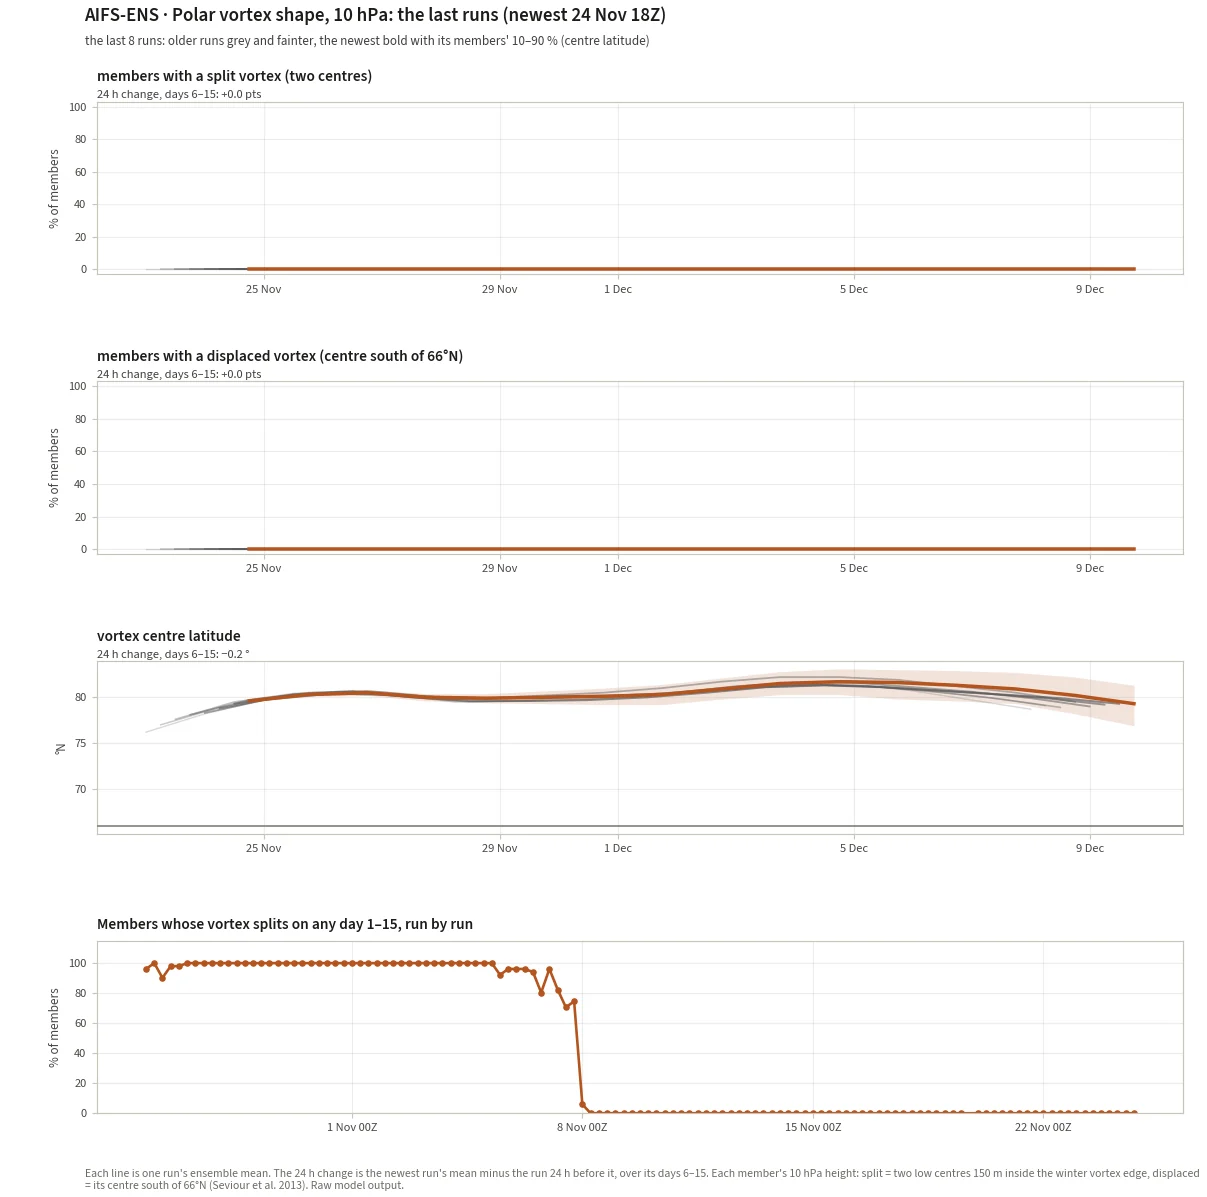 AIFS-ENS · Polar vortex shape, 10 hPa: the last runs (newest 24 Nov 18Z)
the last 8 runs: older runs grey and fainter, the newest bold with its members' 10–90 % (centre latitude)
members with a split vortex (two centres)
24 h change, days 6–15: +0.0 pts
100
80
60
40
20
0
% of members
25 Nov
29 Nov
1 Dec
5 Dec
9 Dec
members with a displaced vortex (centre south of 66°N)
24 h change, days 6–15: +0.0 pts
100
80
60
40
20
0
% of members
25 Nov
29 Nov
1 Dec
5 Dec
9 Dec
vortex centre latitude
24 h change, days 6–15: −0.2 °
80
75
70
°N
25 Nov
29 Nov
1 Dec
5 Dec
9 Dec
Members whose vortex splits on any day 1–15, run by run
100
80
60
40
20
0
% of members
1 Nov 00Z
8 Nov 00Z
15 Nov 00Z
22 Nov 00Z
Each line is one run's ensemble mean. The 24 h change is the newest run's mean minus the run 24 h before it, over its days 6–15. Each member's 10 hPa height: split = two low centres 150 m inside the winter vortex edge, displaced
= its centre south of 66°N (Seviour et al. 2013). Raw model output.